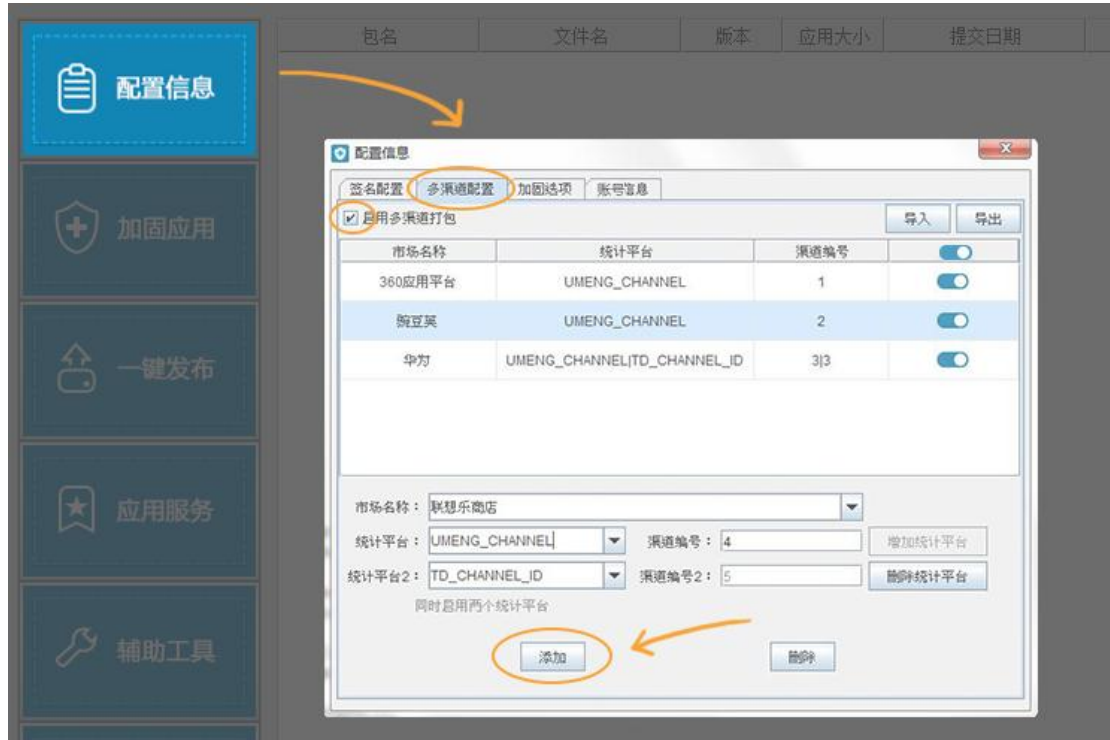 包名 文件名 版本 应用大小 提交日期
配置信息
加固应用
一键发布
应用服务
辅助工具
配置信息
签名配置 多渠道配置 加固选项 账号信息
启用多渠道打包 导入 导出
市场名称 统计平台 渠道编号
360应用平台 UMENG_CHANNEL 1
豌豆荚 UMENG_CHANNEL 2
华为 UMENG_CHANNEL|TD_CHANNEL_ID 3|3
市场名称： 联想乐商店
统计平台： UMENG_CHANNEL 渠道编号： 4 增加统计平台
统计平台2： TD_CHANNEL_ID 渠道编号2： 5 删除统计平台
同时启用两个统计平台
添加 删除